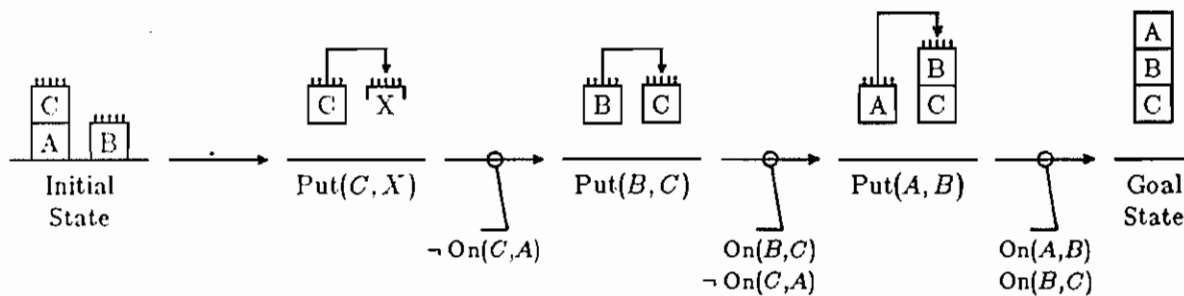 A
C X
B C
B
A C
B
C
C
A B
Initial State
Put(C, X)
Put(B, C)
Put(A, B)
Goal State
¬ On(C,A)
On(B,C)
¬ On(C,A)
On(A,B)
On(B,C)